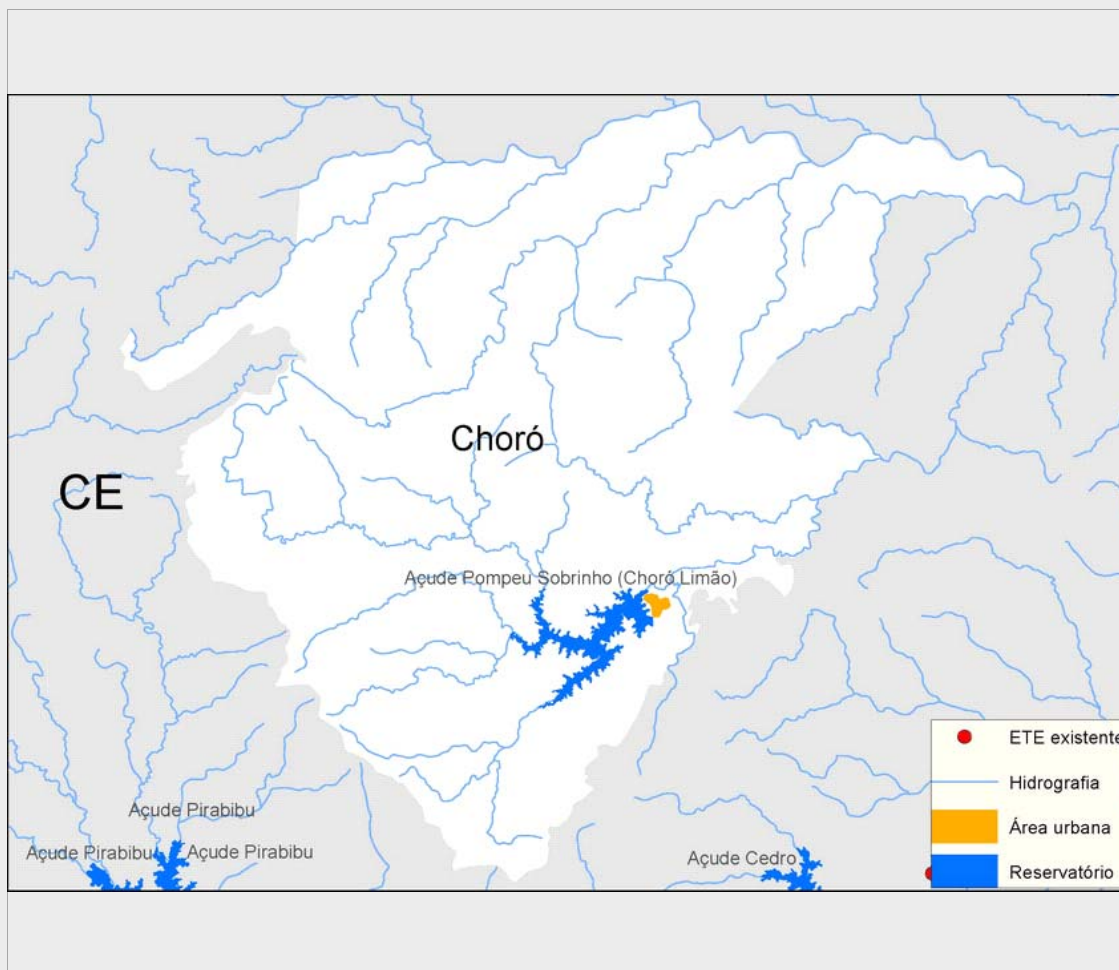 Choró
CE
Açude Pompeu Sobrinho (Choró Limão)
Açude Pirabibu
Açude Pirabibu
Açude Pirabibu
Açude Cedro
ETE existente
Hidrografia
Área urbana
Reservatório